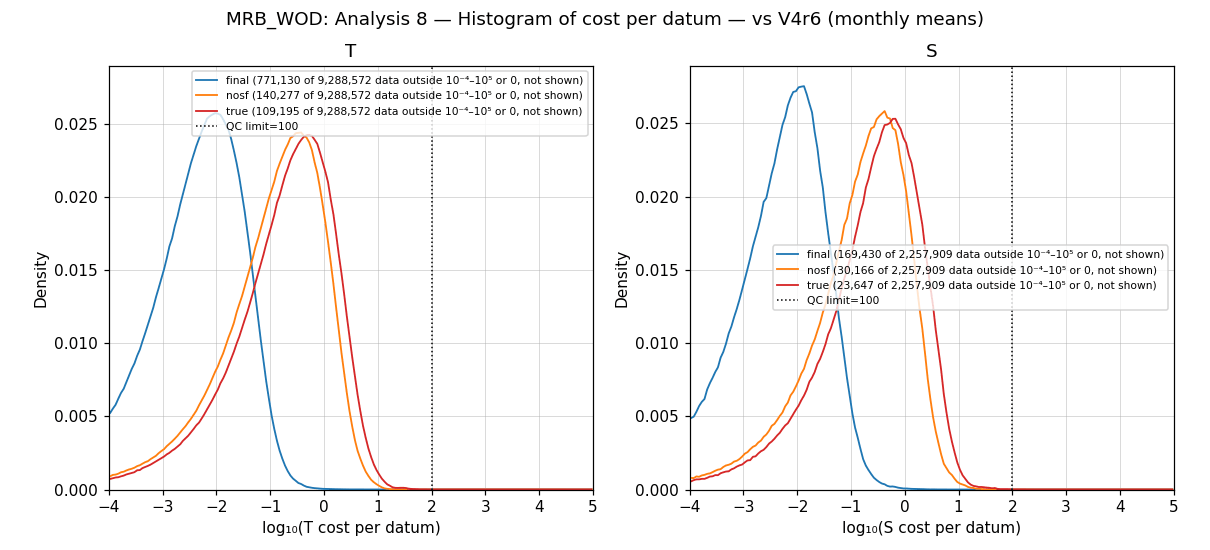 MRB_WOD: Analysis 8 — Histogram of cost per datum — vs V4r6 (monthly means)
T
final (771,130 of 9,288,572 data outside 10⁻⁴–10⁵ or 0, not shown)
nosf (140,277 of 9,288,572 data outside 10⁻⁴–10⁵ or 0, not shown)
true (109,195 of 9,288,572 data outside 10⁻⁴–10⁵ or 0, not shown)
QC limit=100
0.025
0.020
0.015
0.010
0.005
0.000
Density
−4 −3 −2 −1 0 1 2 3 4 5
log₁₀(T cost per datum)
S
final (169,430 of 2,257,909 data outside 10⁻⁴–10⁵ or 0, not shown)
nosf (30,166 of 2,257,909 data outside 10⁻⁴–10⁵ or 0, not shown)
true (23,647 of 2,257,909 data outside 10⁻⁴–10⁵ or 0, not shown)
QC limit=100
0.025
0.020
0.015
0.010
0.005
0.000
Density
−4 −3 −2 −1 0 1 2 3 4 5
log₁₀(S cost per datum)